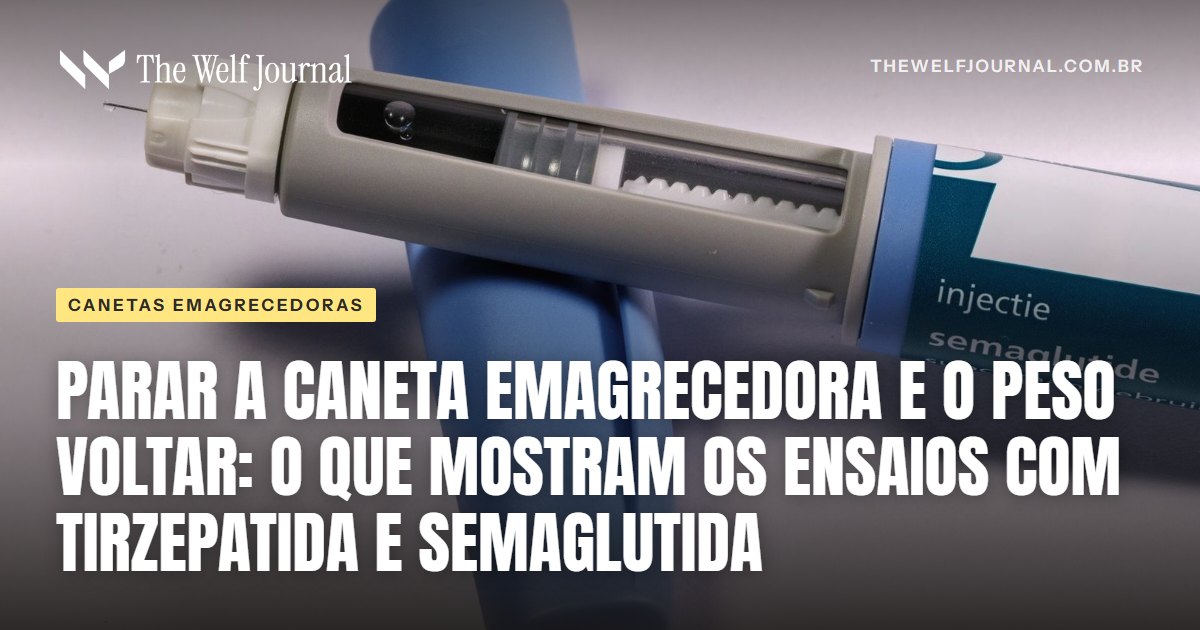 The Welf Journal
THEWELFJOURNAL.COM.BR
injectie
semaglutide
CANETAS EMAGRECEDORAS
PARAR A CANETA EMAGRECEDORA E O PESO
VOLTAR: O QUE MOSTRAM OS ENSAIOS COM
TIRZEPATIDA E SEMAGLUTIDA